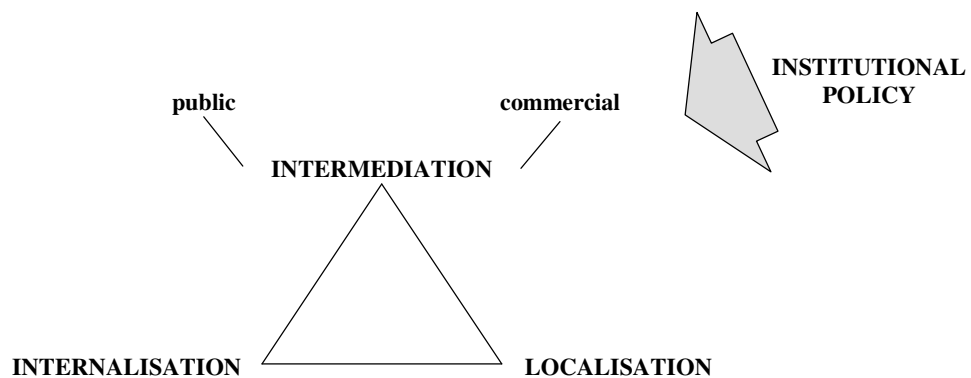 INSTITUTIONAL
POLICY
public
commercial
INTERMEDIATION
INTERNALISATION
LOCALISATION